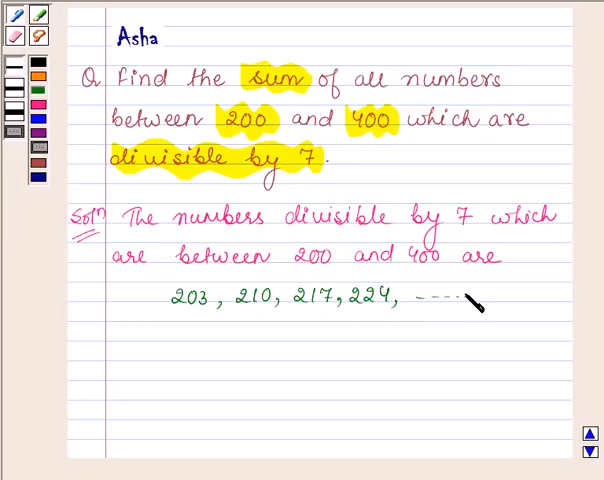 Asha
Q Find the sum of all numbers
between 200 and 400 which are
divisible by 7.
Solⁿ The numbers divisible by 7 which
are between 200 and 400 are
203, 210, 217, 224, -----